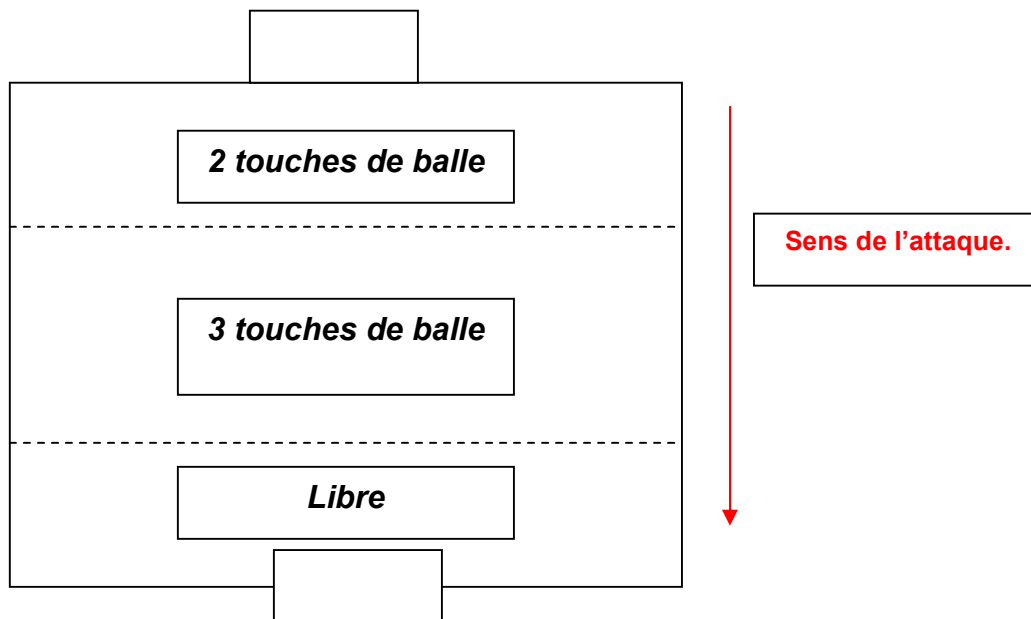 2 touches de balle
Sens de l’attaque.
3 touches de balle
Libre